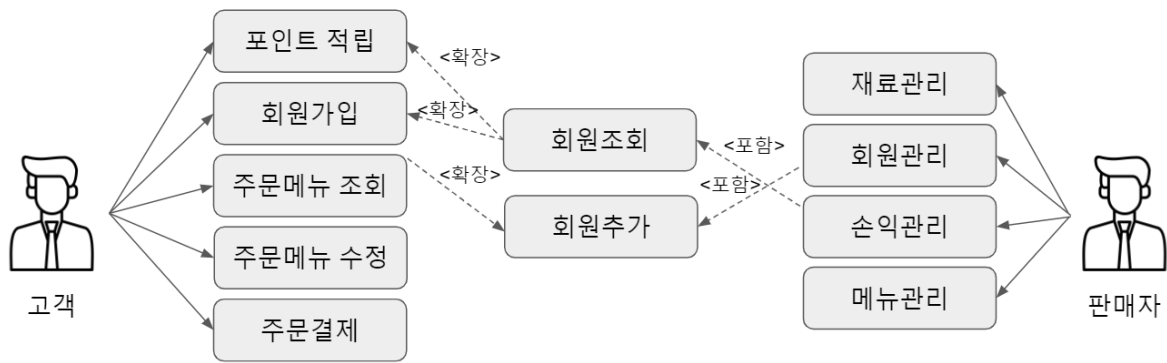 포인트 적립
<확장>
회원가입
<확장>
주문메뉴 조회
<확장>
주문메뉴 수정
주문결제
고객
회원조회
회원추가
<포함>
<포함>
재료관리
회원관리
손익관리
메뉴관리
판매자